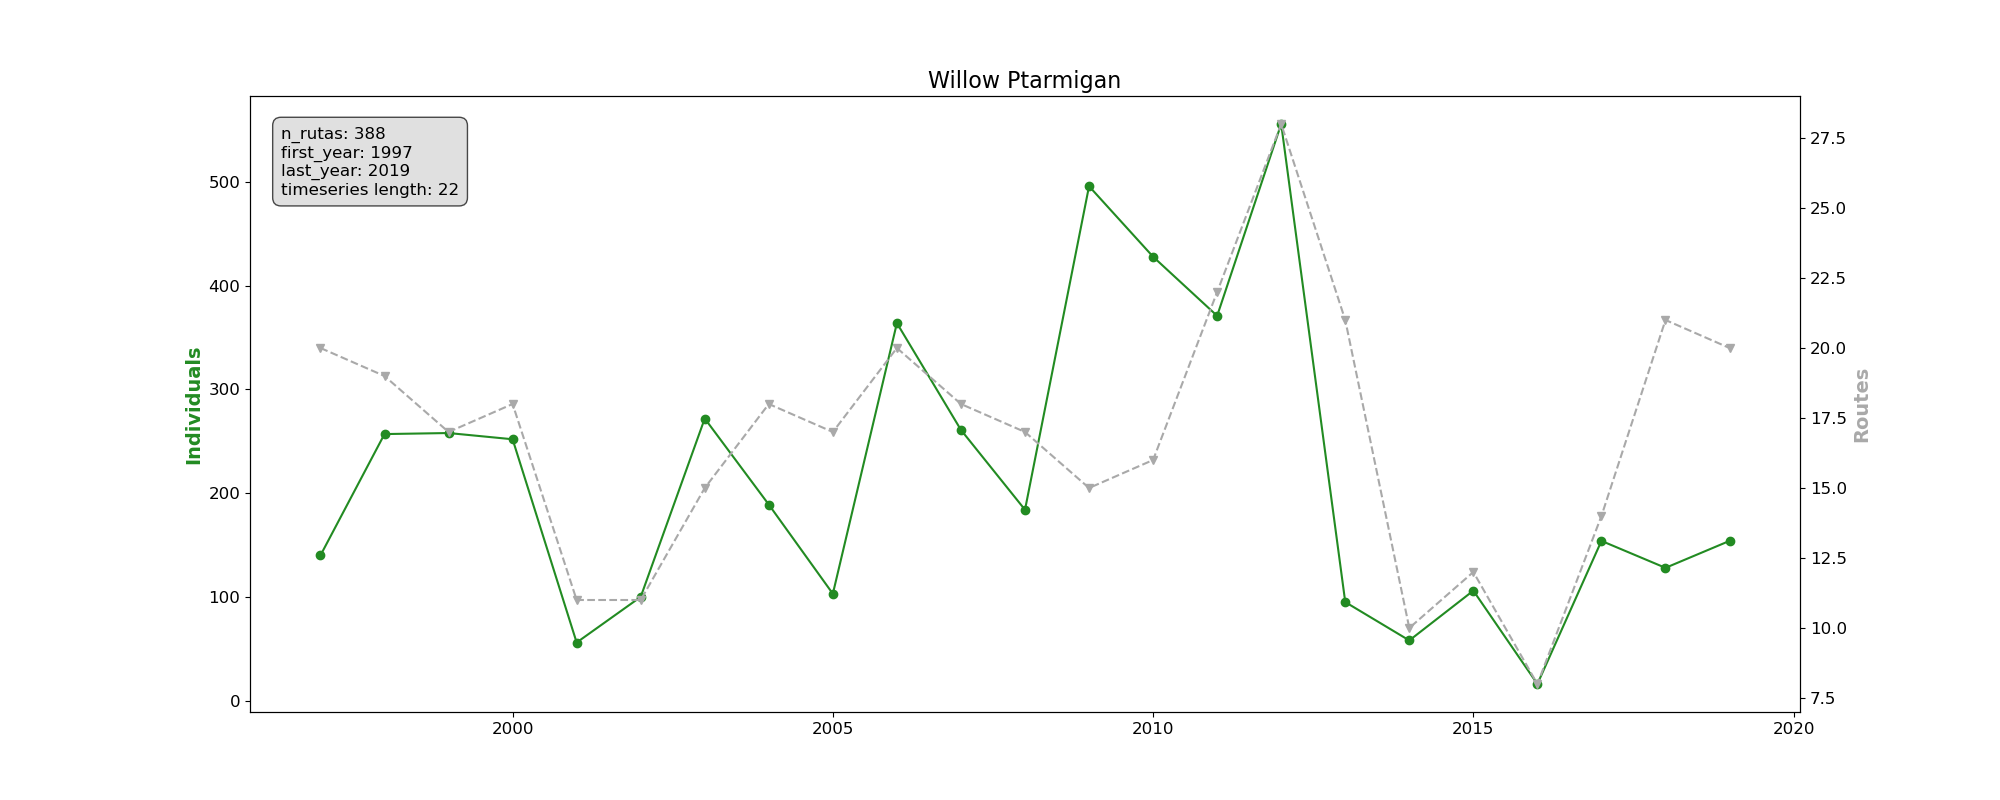 Willow Ptarmigan
n_rutas: 388
first_year: 1997
last_year: 2019
timeseries length: 22
Individuals
500
400
300
200
100
0
27.5
25.0
22.5
20.0
17.5
15.0
12.5
10.0
7.5
Routes
2000 2005 2010 2015 2020